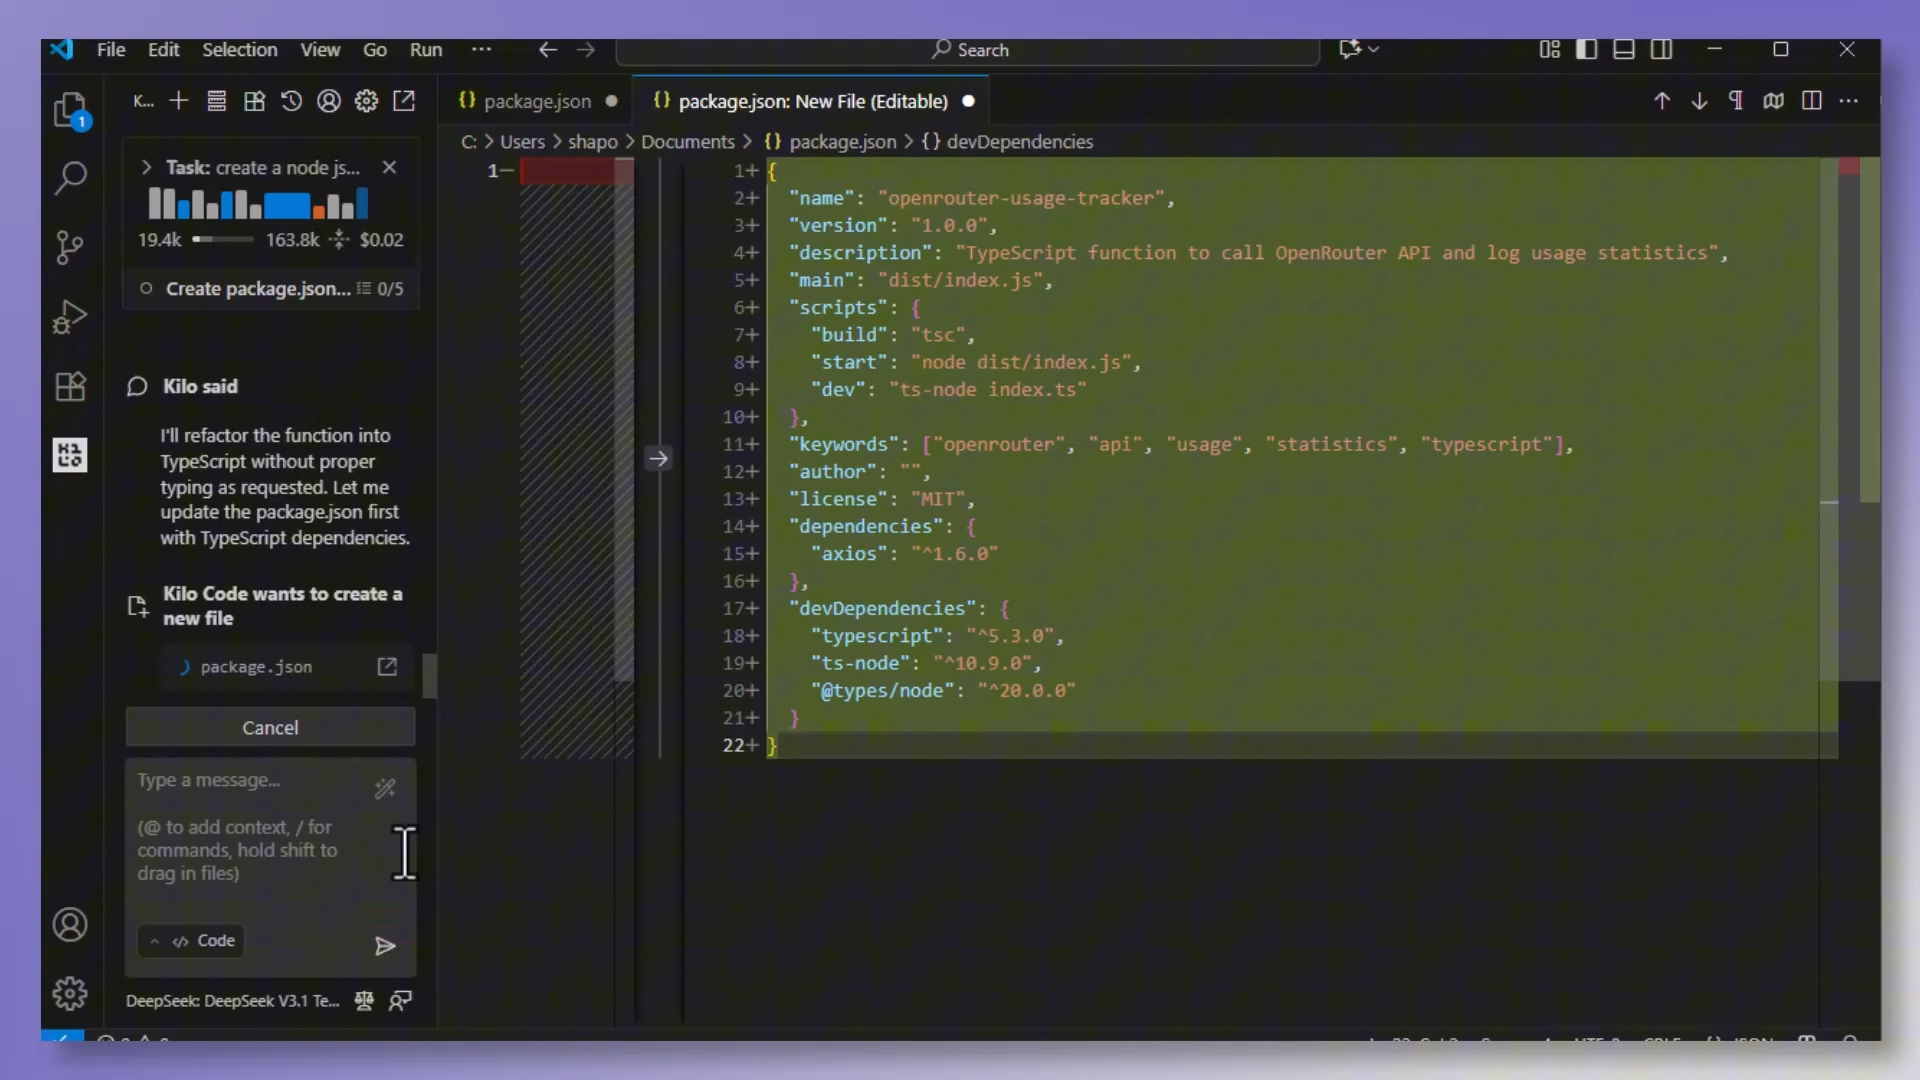 File Edit Selection View Go Run ··· Search
K... package.json package.json: New File (Editable)
1
C: > Users > shapo > Documents > {} package.json > {} devDependencies
Task: create a node js...
19.4k 163.8k $0.02
Create package.json... 0/5
Kilo said
I'll refactor the function into
TypeScript without proper
typing as requested. Let me
update the package.json first
with TypeScript dependencies.
Kilo Code wants to create a
new file
package.json
Cancel
Type a message...
(@ to add context, / for
commands, hold shift to
drag in files)
Code
DeepSeek: DeepSeek V3.1 Te...
KILO
1-
1+ {
2+ "name": "openrouter-usage-tracker",
3+ "version": "1.0.0",
4+ "description": "TypeScript function to call OpenRouter API and log usage statistics",
5+ "main": "dist/index.js",
6+ "scripts": {
7+ "build": "tsc",
8+ "start": "node dist/index.js",
9+ "dev": "ts-node index.ts"
10+ },
11+ "keywords": ["openrouter", "api", "usage", "statistics", "typescript"],
12+ "author": "",
13+ "license": "MIT",
14+ "dependencies": {
15+ "axios": "^1.6.0"
16+ },
17+ "devDependencies": {
18+ "typescript": "^5.3.0",
19+ "ts-node": "^10.9.0",
20+ "@types/node": "^20.0.0"
21+ }
22+ }